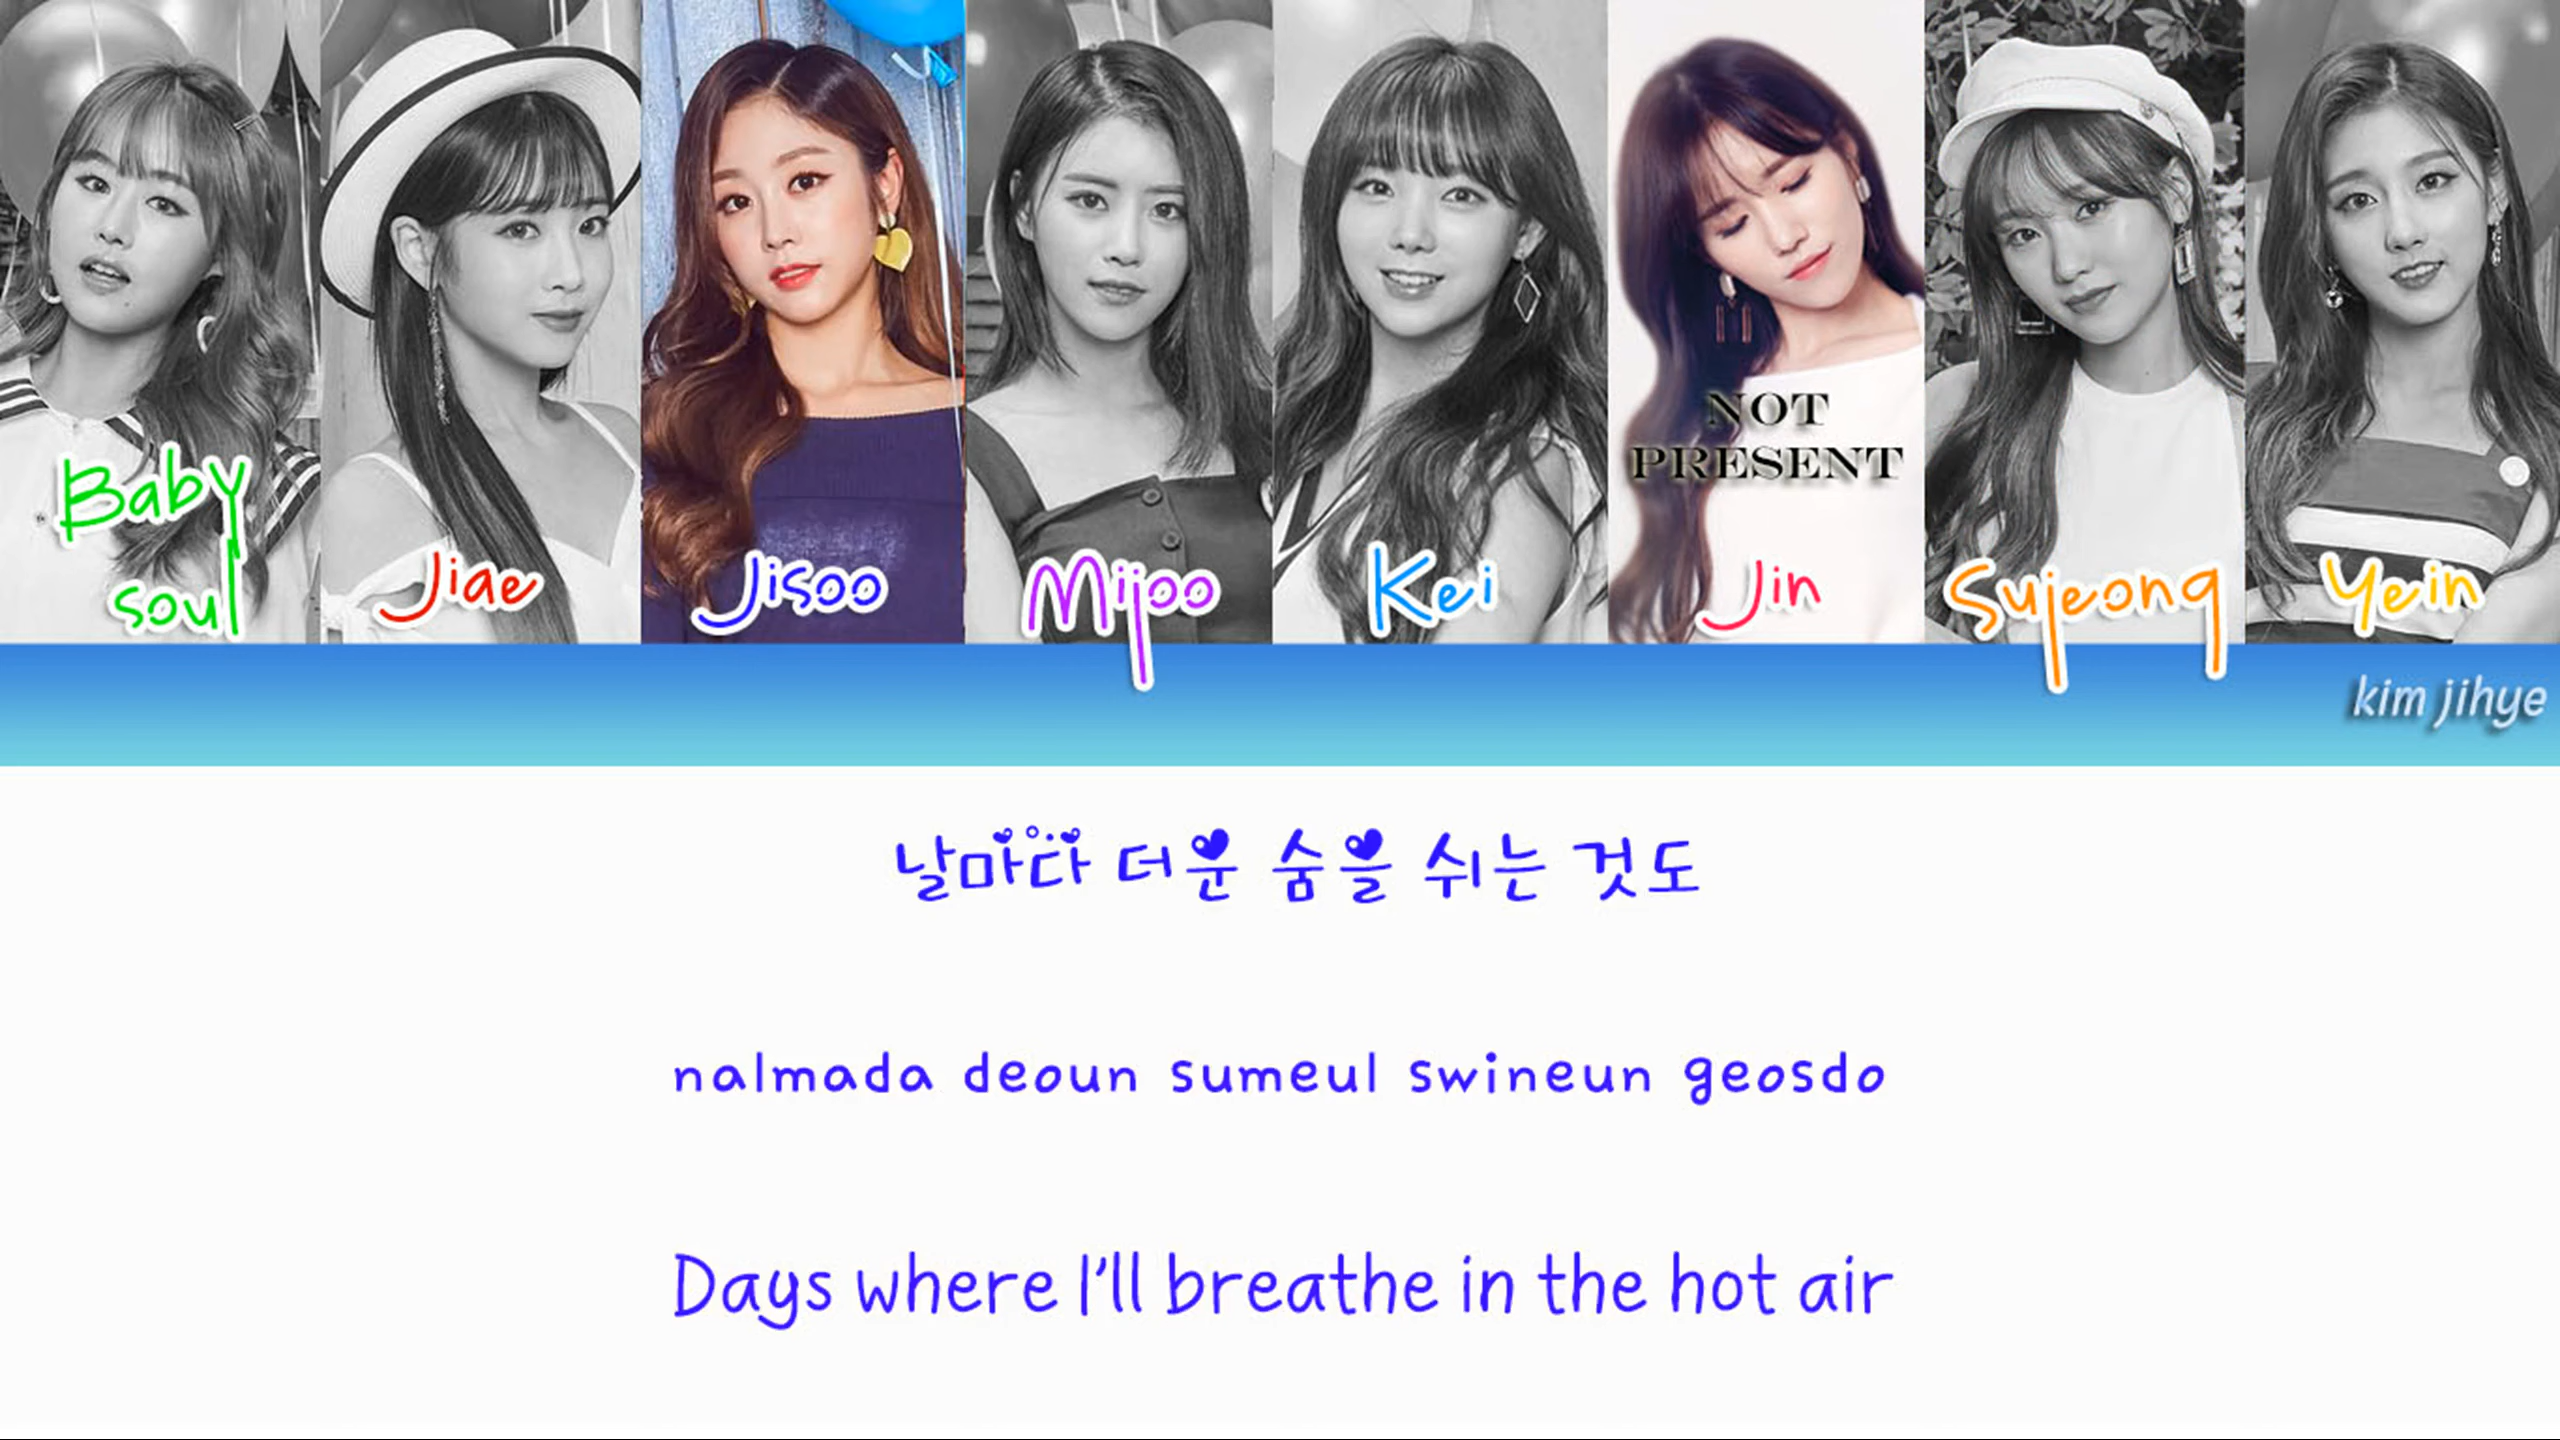 Baby
soul
Jiae
Jisoo
Mijoo
Kei
NOT
PRESENT
Jin
Sujeong
Yein
kim jihye
날마다 더운 숨을 쉬는 것도
nalmada deoun sumeul swineun geosdo
Days where I'll breathe in the hot air